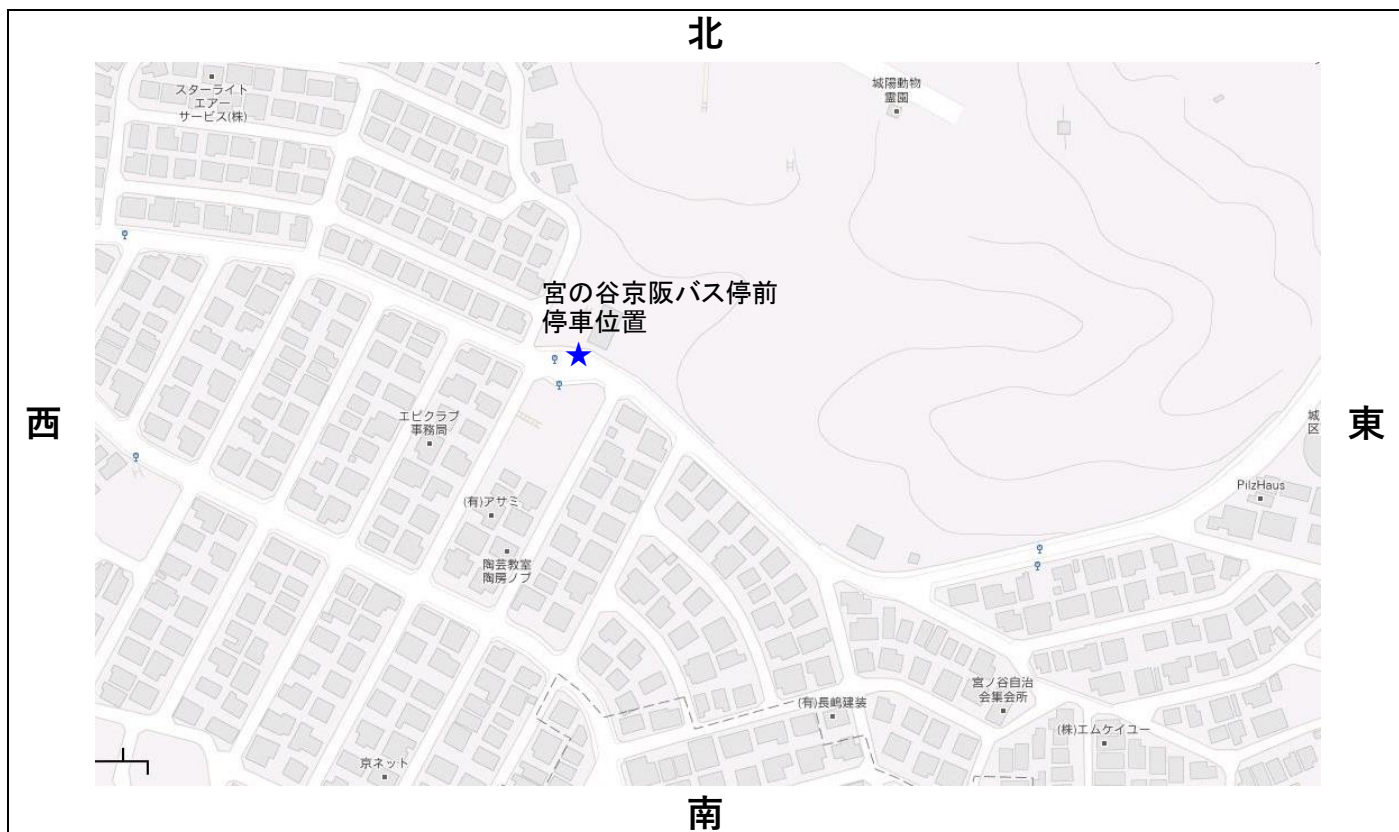 北
城陽動物
霊園
スターライト
エアー
サービス(株)
宮の谷京阪バス停前
停車位置
西
東
エビクラブ
事務局
城
区
PilzHaus
(有)アサミ
陶芸教室
陶房ノブ
宮ノ谷自治
会集会所
(有)長嶋建装
(株)エムケイユー
京ネット
南